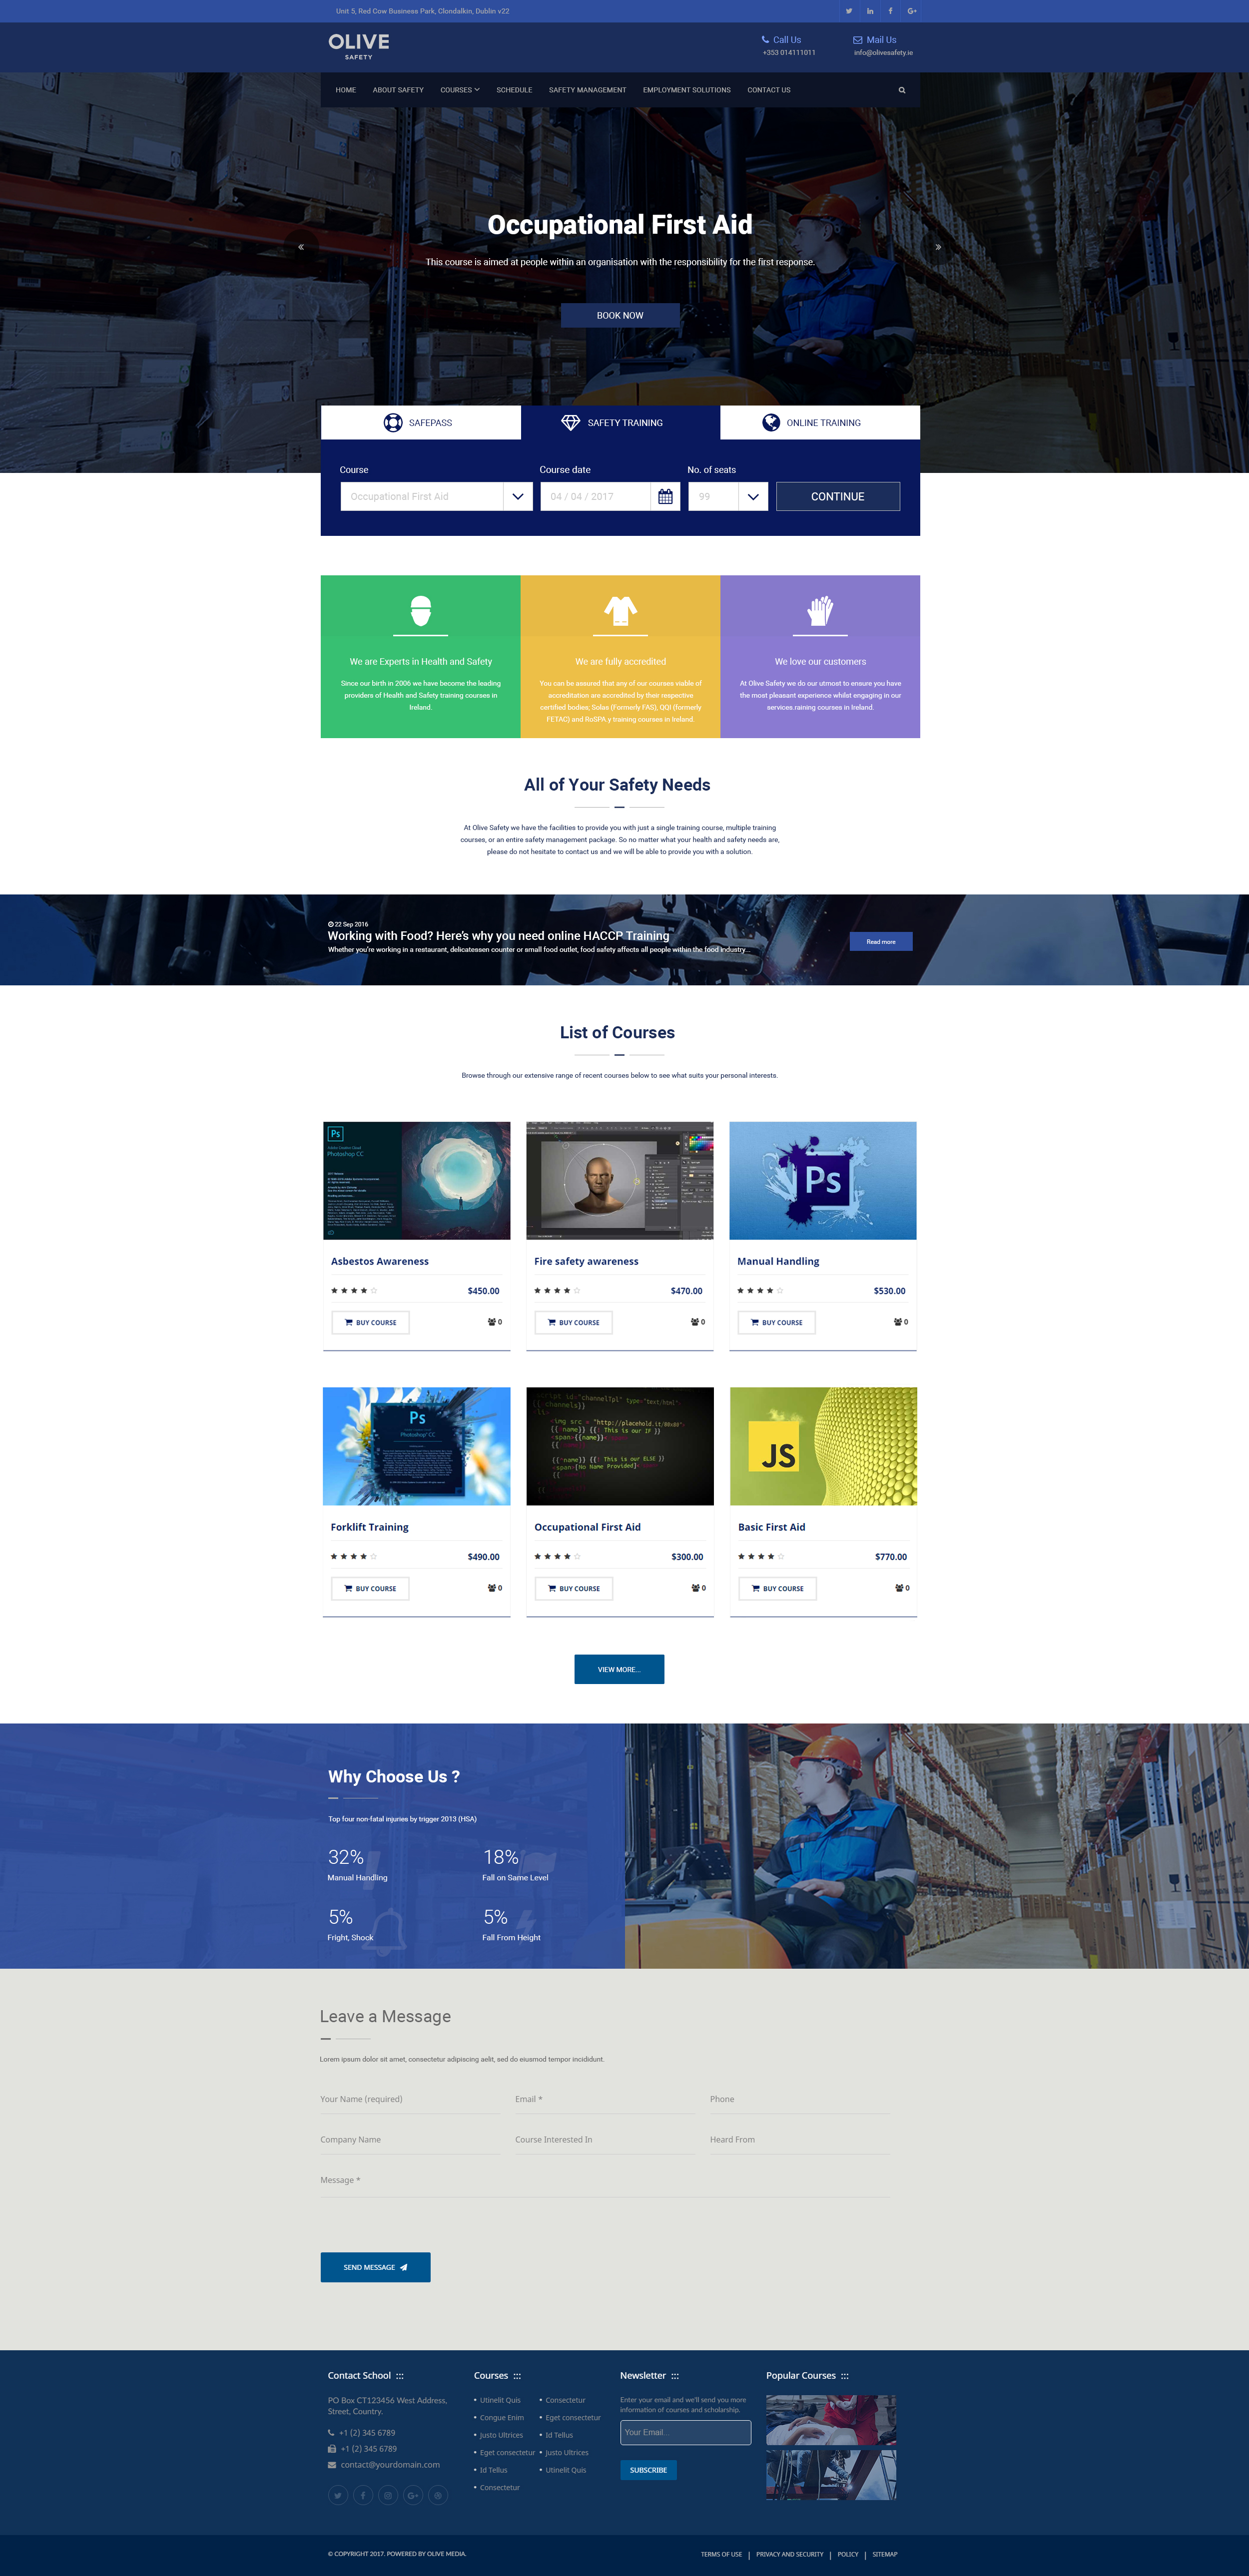 Unit 5, Red Cow Business Park, Clondalkin, Dublin v22
OLIVE
SAFETY
Call Us
+353 014111011
Mail Us
info@olivesafety.ie
HOME ABOUT SAFETY COURSES SCHEDULE SAFETY MANAGEMENT EMPLOYMENT SOLUTIONS CONTACT US
Occupational First Aid
This course is aimed at people within an organisation with the responsibility for the first response.
BOOK NOW
SAFEPASS
SAFETY TRAINING
ONLINE TRAINING
Course
Course date
No. of seats
Occupational First Aid
04 / 04 / 2017
99
CONTINUE
We are Experts in Health and Safety
Since our birth in 2006 we have become the leading
providers of Health and Safety training courses in
Ireland.
We are fully accredited
You can be assured that any of our courses viable of
accreditation are accredited by their respective
certified bodies; Solas (Formerly FAS), QQI (formerly
FETAC) and RoSPA.y training courses in Ireland.
We love our customers
At Olive Safety we do our utmost to ensure you have
the most pleasant experience whilst engaging in our
services.raining courses in Ireland.
All of Your Safety Needs
At Olive Safety we have the facilities to provide you with just a single training course, multiple training
courses, or an entire safety management package. So no matter what your health and safety needs are,
please do not hesitate to contact us and we will be able to provide you with a solution.
22 Sep 2016
Working with Food? Here's why you need online HACCP Training
Whether you're working in a restaurant, delicatessen counter or small food outlet, food safety affects all people within the food industry...
Read more
List of Courses
Browse through our extensive range of recent courses below to see what suits your personal interests.
Ps
Photoshop CC
Ps
Asbestos Awareness
$450.00
BUY COURSE
0
Fire safety awareness
$470.00
BUY COURSE
0
Manual Handling
$530.00
BUY COURSE
0
Ps
Photoshop CC
JS
Forklift Training
$490.00
BUY COURSE
0
Occupational First Aid
$300.00
BUY COURSE
0
Basic First Aid
$770.00
BUY COURSE
0
VIEW MORE...
Why Choose Us ?
Top four non-fatal injuries by trigger 2013 (HSA)
32%
Manual Handling
18%
Fall on Same Level
5%
Fright, Shock
5%
Fall From Height
Leave a Message
Lorem ipsum dolor sit amet, consectetur adipiscing aelit, sed do eiusmod tempor incididunt.
Your Name (required)
Email *
Phone
Company Name
Course Interested In
Heard From
Message *
SEND MESSAGE
Contact School :::
PO Box CT123456 West Address,
Street, Country.
+1 (2) 345 6789
+1 (2) 345 6789
contact@yourdomain.com
Courses :::
Utinelit Quis
Congue Enim
Justo Ultrices
Eget consectetur
Id Tellus
Consectetur
Consectetur
Eget consectetur
Id Tellus
Justo Ultrices
Utinelit Quis
Newsletter :::
Enter your email and we'll send you more
information of courses and scholarship.
Your Email...
SUBSCRIBE
Popular Courses :::
© COPYRIGHT 2017. POWERED BY OLIVE MEDIA.
TERMS OF USE | PRIVACY AND SECURITY | POLICY | SITEMAP